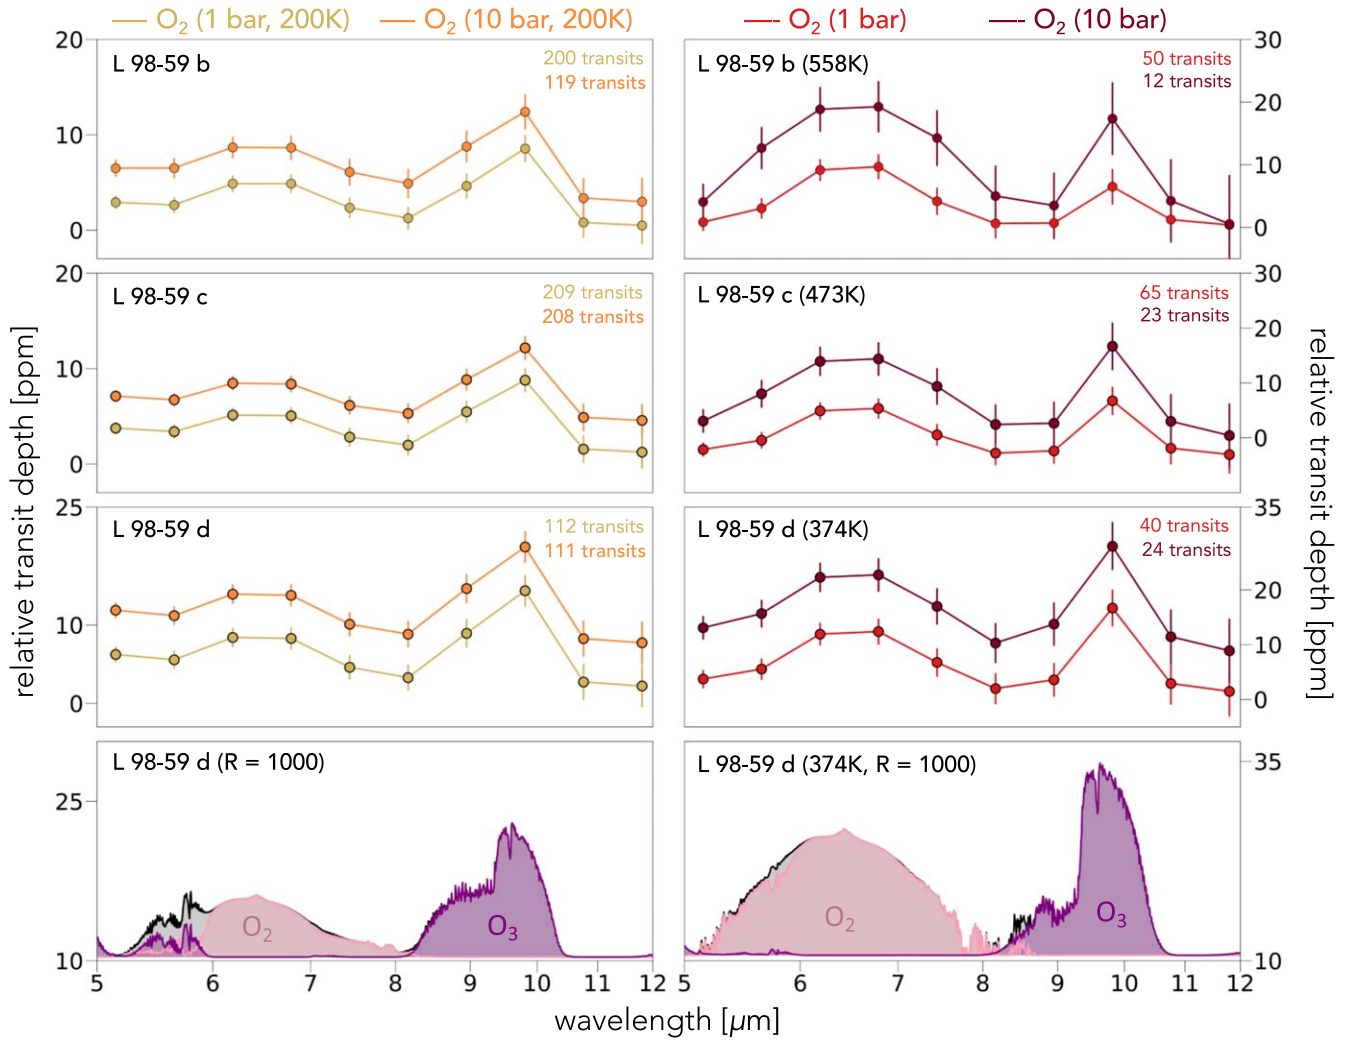 O₂ (1 bar, 200K) O₂ (10 bar, 200K) O₂ (1 bar) O₂ (10 bar)
20
L 98-59 b
200 transits
119 transits
10
0
L 98-59 b (558K)
50 transits
12 transits
30
20
10
0
20
L 98-59 c
209 transits
208 transits
10
0
L 98-59 c (473K)
65 transits
23 transits
30
20
10
0
relative transit depth [ppm]
relative transit depth [ppm]
25
L 98-59 d
112 transits
111 transits
10
0
L 98-59 d (374K)
40 transits
24 transits
35
20
10
0
L 98-59 d (R = 1000)
25
O₂
O₃
10
L 98-59 d (374K, R = 1000)
35
O₂
O₃
10
5 6 7 8 9 10 11 12 5 6 7 8 9 10 11 12
wavelength [μm]